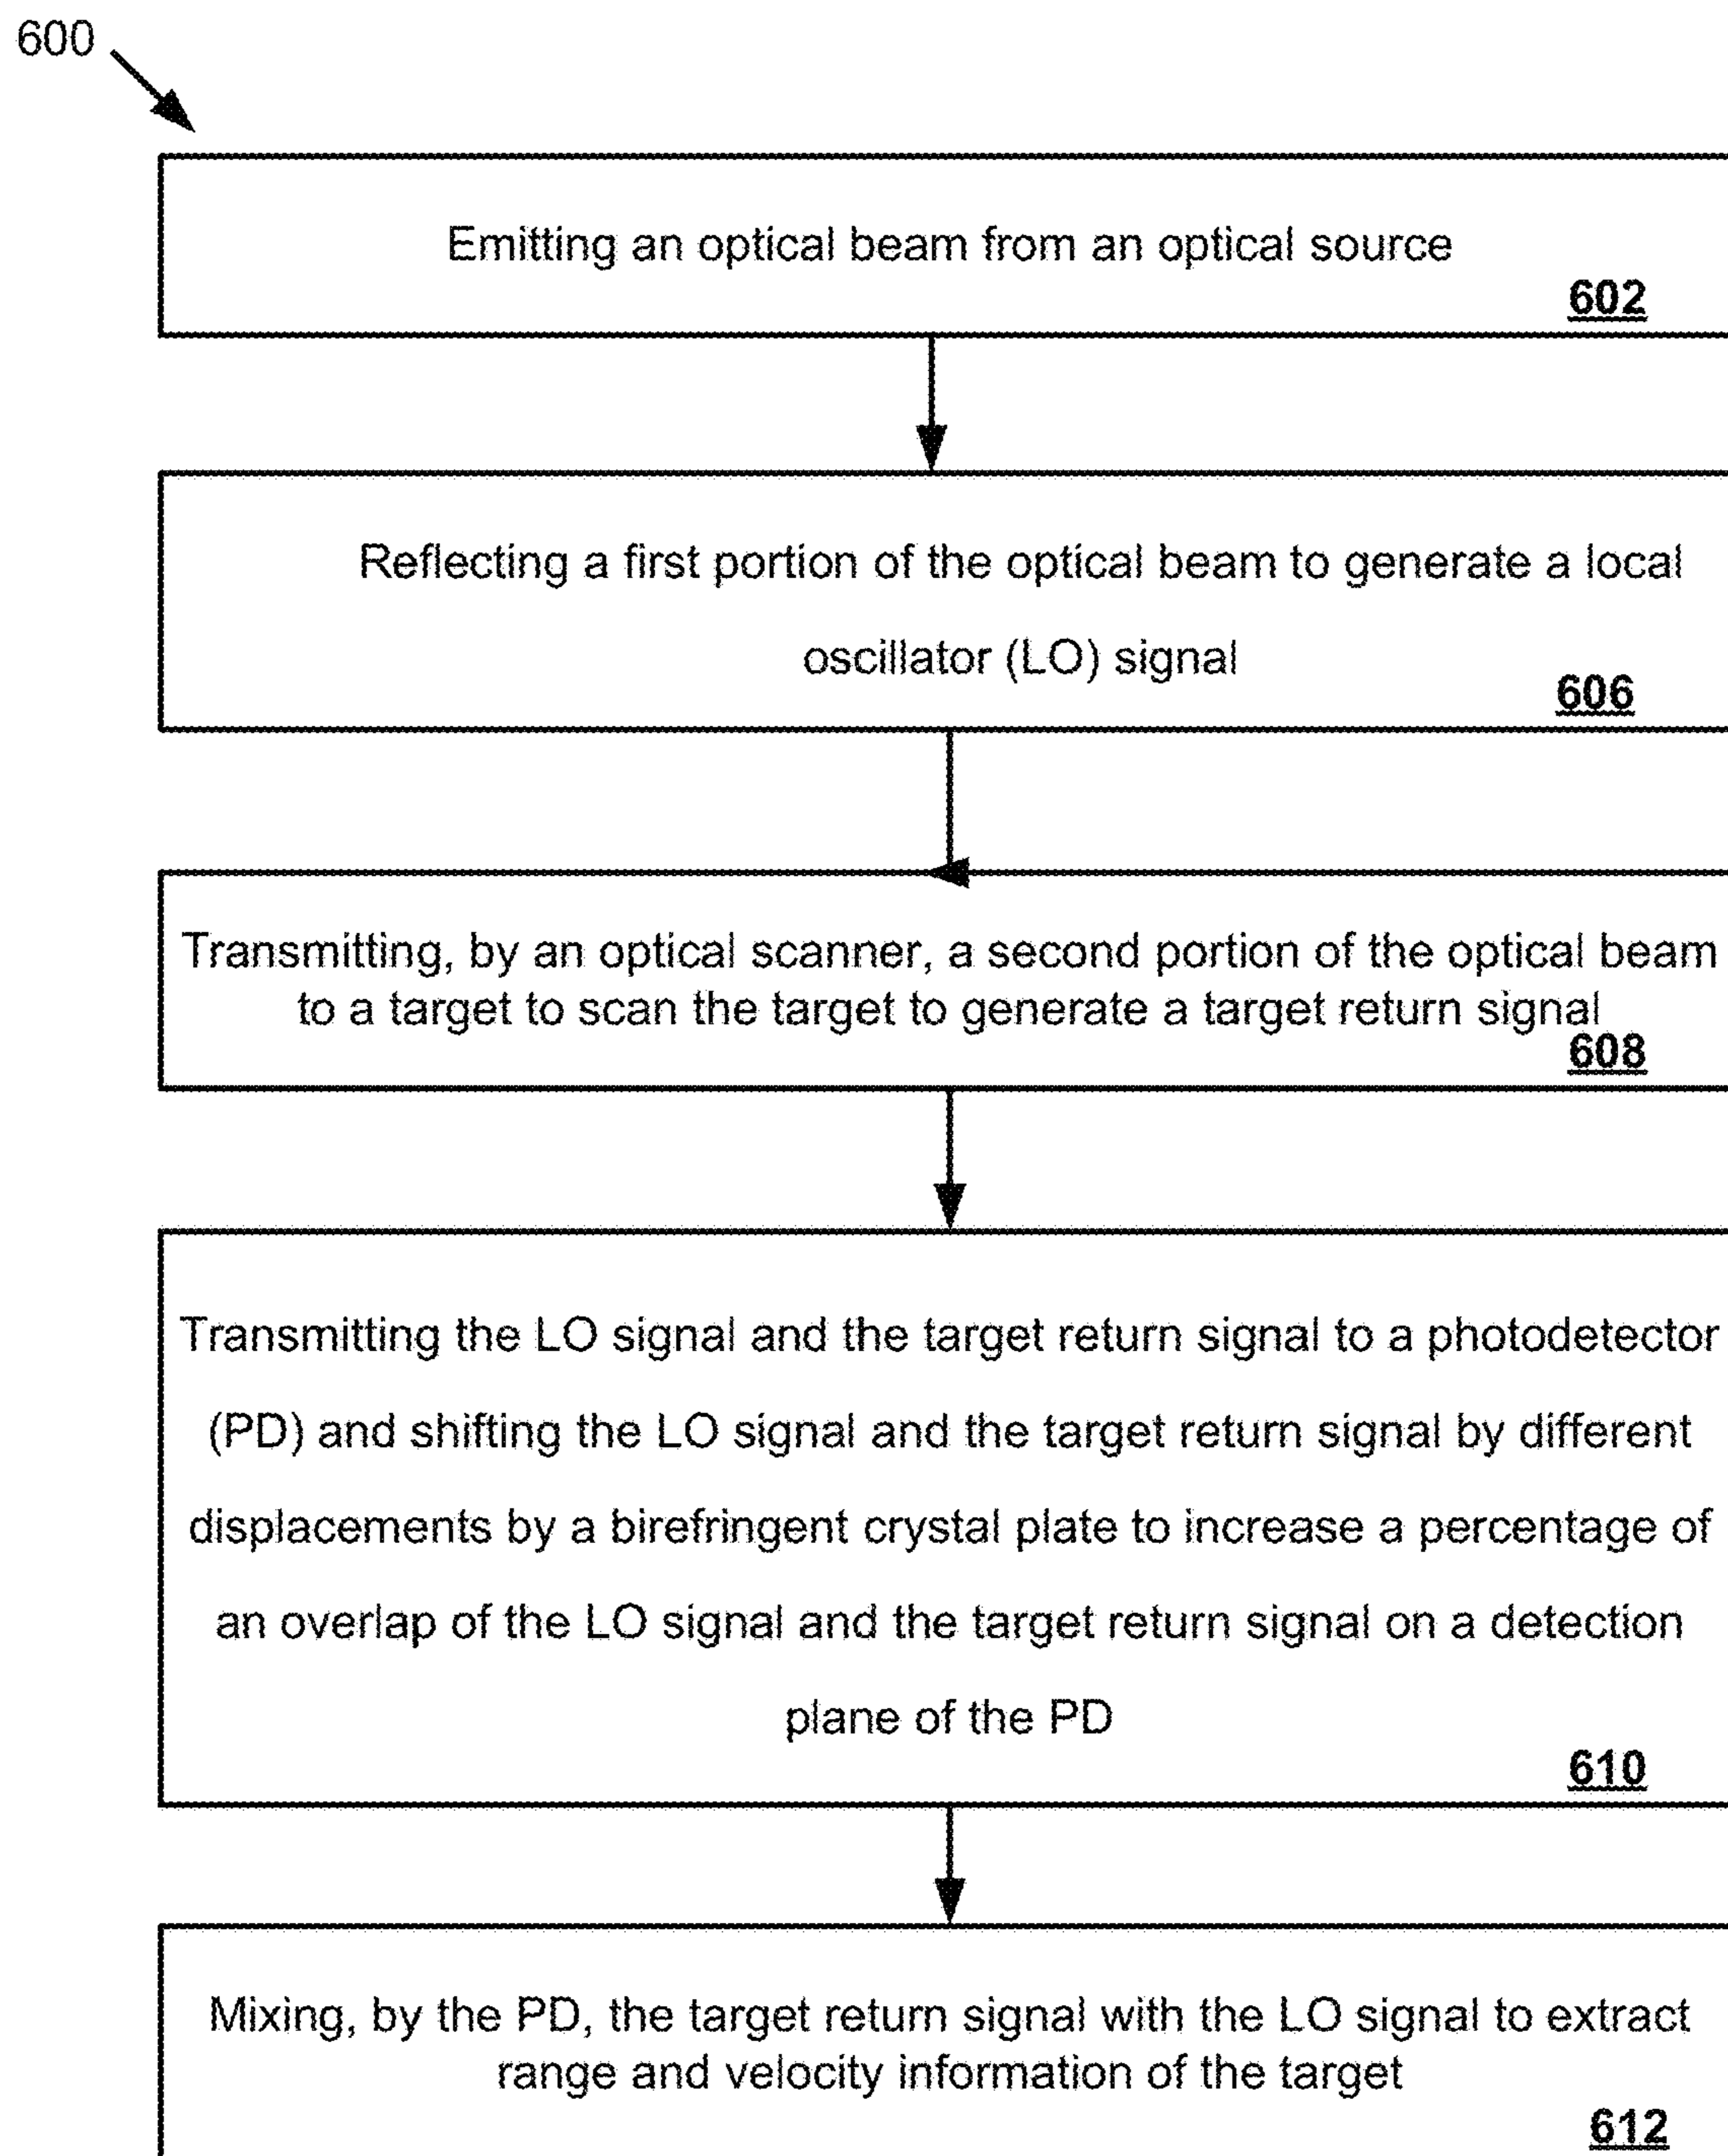 600
Emitting an optical beam from an optical source
602
Reflecting a first portion of the optical beam to generate a local
oscillator (LO) signal
606
Transmitting, by an optical scanner, a second portion of the optical beam
to a target to scan the target to generate a target return signal
608
Transmitting the LO signal and the target return signal to a photodetector
(PD) and shifting the LO signal and the target return signal by different
displacements by a birefringent crystal plate to increase a percentage of
an overlap of the LO signal and the target return signal on a detection
plane of the PD
610
Mixing, by the PD, the target return signal with the LO signal to extract
range and velocity information of the target
612